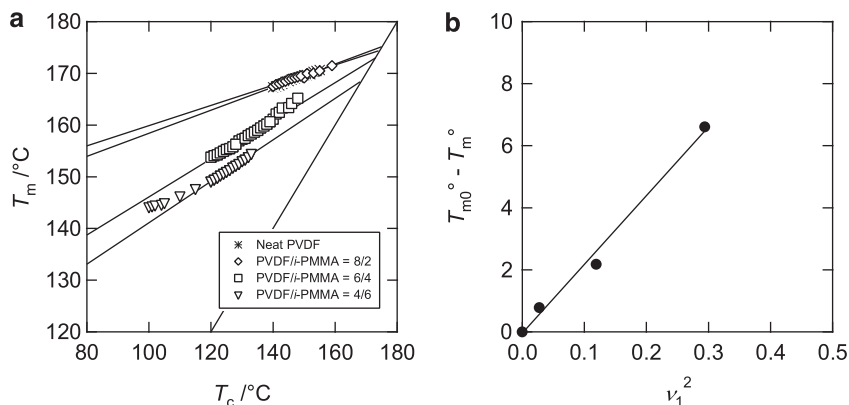 a
180
170
160
150
140
130
120
T_m /°C
Neat PVDF
PVDF/i-PMMA = 8/2
PVDF/i-PMMA = 6/4
PVDF/i-PMMA = 4/6
80 100 120 140 160 180
T_c /°C
b
10
8
6
4
2
0
T_m0° - T_m°
0.0 0.1 0.2 0.3 0.4 0.5
ν_1^2